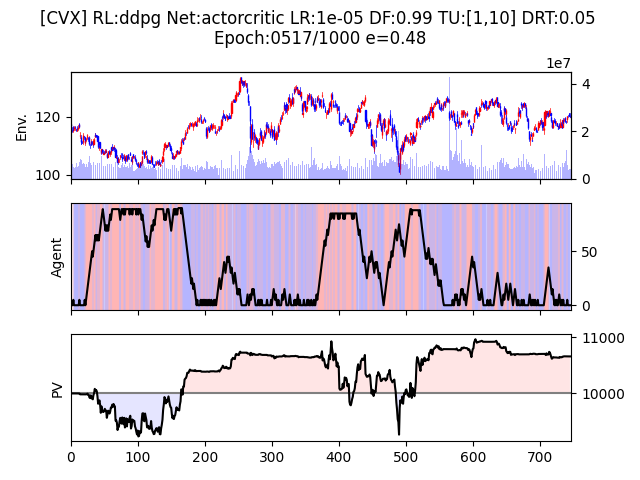 [CVX] RL:ddpg Net:actorcritic LR:1e-05 DF:0.99 TU:[1,10] DRT:0.05
Epoch:0517/1000 e=0.48
1e7
Env.
120
100
4
2
0
Agent
50
0
PV
11000
10000
0 100 200 300 400 500 600 700